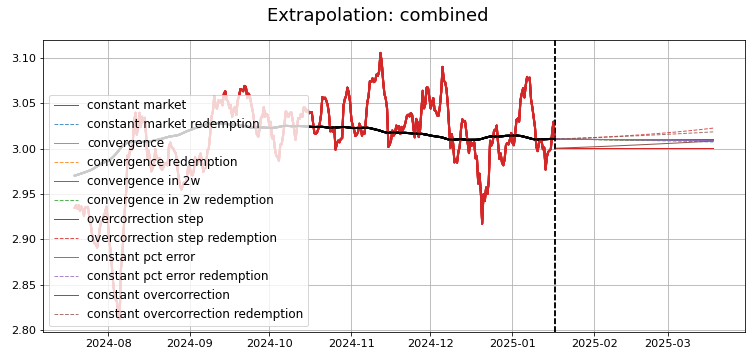 Extrapolation: combined
3.10
3.05
3.00
2.95
2.90
2.85
2.80
constant market
constant market redemption
convergence
convergence redemption
convergence in 2w
convergence in 2w redemption
overcorrection step
overcorrection step redemption
constant pct error
constant pct error redemption
constant overcorrection
constant overcorrection redemption
2024-08 2024-09 2024-10 2024-11 2024-12 2025-01 2025-02 2025-03